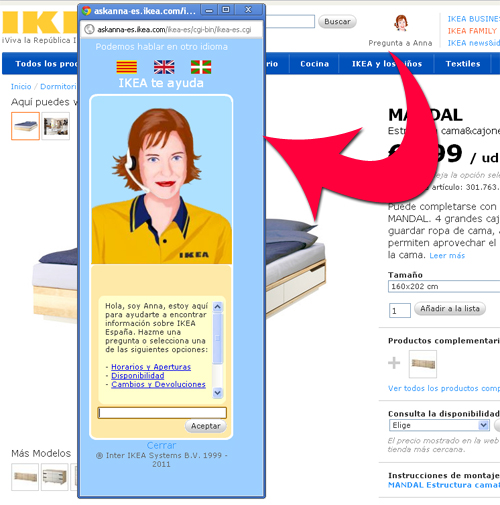 askanna-es.ikea.com/i...
askanna-es.ikea.com/ikea-es/cgi-bin/ikea-es.cgi
Podemos hablar en otro idioma
IKEA te ayuda
IKEA
Hola, soy Anna, estoy aquí
para ayudarte a encontrar
información sobre IKEA
España. Hazme una
pregunta o selecciona una
de las siguientes opciones:
- Horarios y Aperturas
- Disponibilidad
- Cambios y Devoluciones
Aceptar
Cerrar
© Inter IKEA Systems B.V. 1999 -
2011
¡Viva la República I
Buscar
Pregunta a Anna
IKEA BUSINESS
IKEA FAMILY
IKEA news&id
Todos los prod
Cocina
IKEA y los niños
Textiles
Inicio / Dormitori
Aquí puedes v
MANDAL
Estructura cama&cajone
99 / ud
la opción sel
artículo: 301.763.
Puede completarse con
MANDAL. 4 grandes caj
guardar ropa de cama,
permiten aprovechar el
la cama. Leer más
Tamaño
160x202 cm
1
Añadir a la lista
Productos complementari
Ver todos los productos comp
Consulta la disponibilidad
Elige
El precio mostrado en la web
tienda más cercana.
Instrucciones de montaje
MANDAL Estructura cama&
Más Modelos